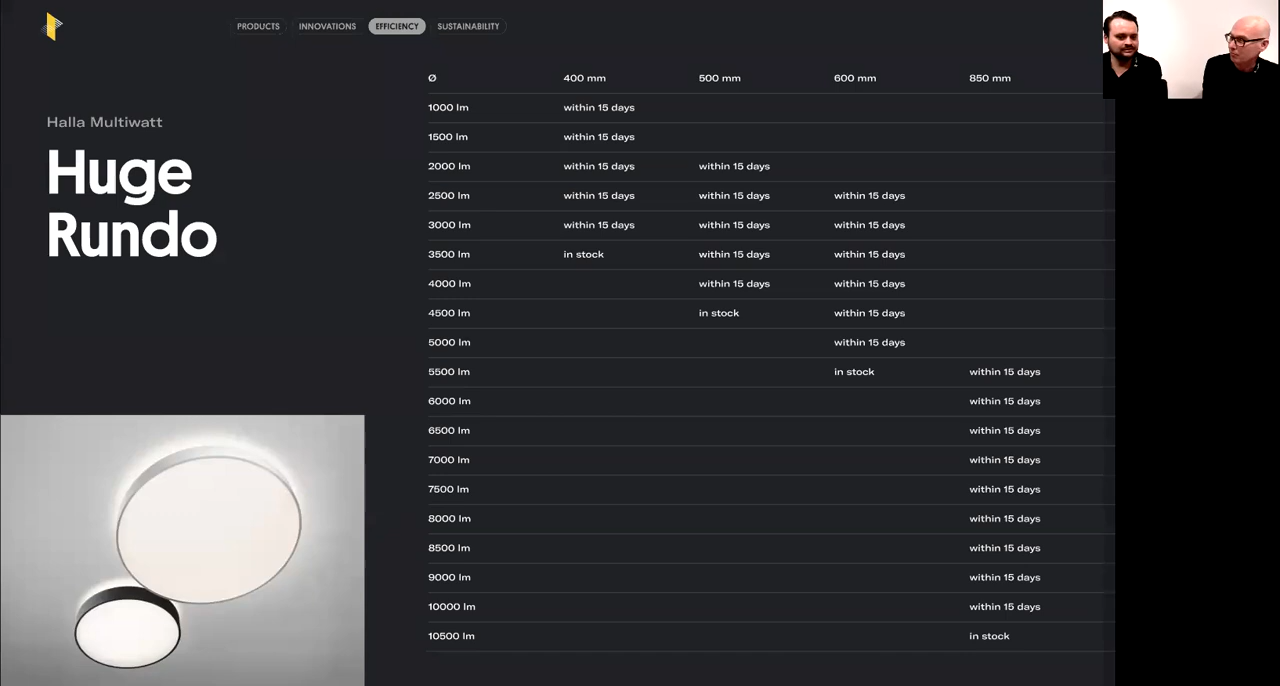 PRODUCTS INNOVATIONS EFFICIENCY SUSTAINABILITY
Halla Multiwatt
Huge
Rundo
Ø 400 mm 500 mm 600 mm 850 mm
1000 lm within 15 days
1500 lm within 15 days
2000 lm within 15 days within 15 days
2500 lm within 15 days within 15 days within 15 days
3000 lm within 15 days within 15 days within 15 days
3500 lm in stock within 15 days within 15 days
4000 lm within 15 days within 15 days
4500 lm in stock within 15 days
5000 lm within 15 days
5500 lm in stock within 15 days
6000 lm within 15 days
6500 lm within 15 days
7000 lm within 15 days
7500 lm within 15 days
8000 lm within 15 days
8500 lm within 15 days
9000 lm within 15 days
10000 lm within 15 days
10500 lm in stock